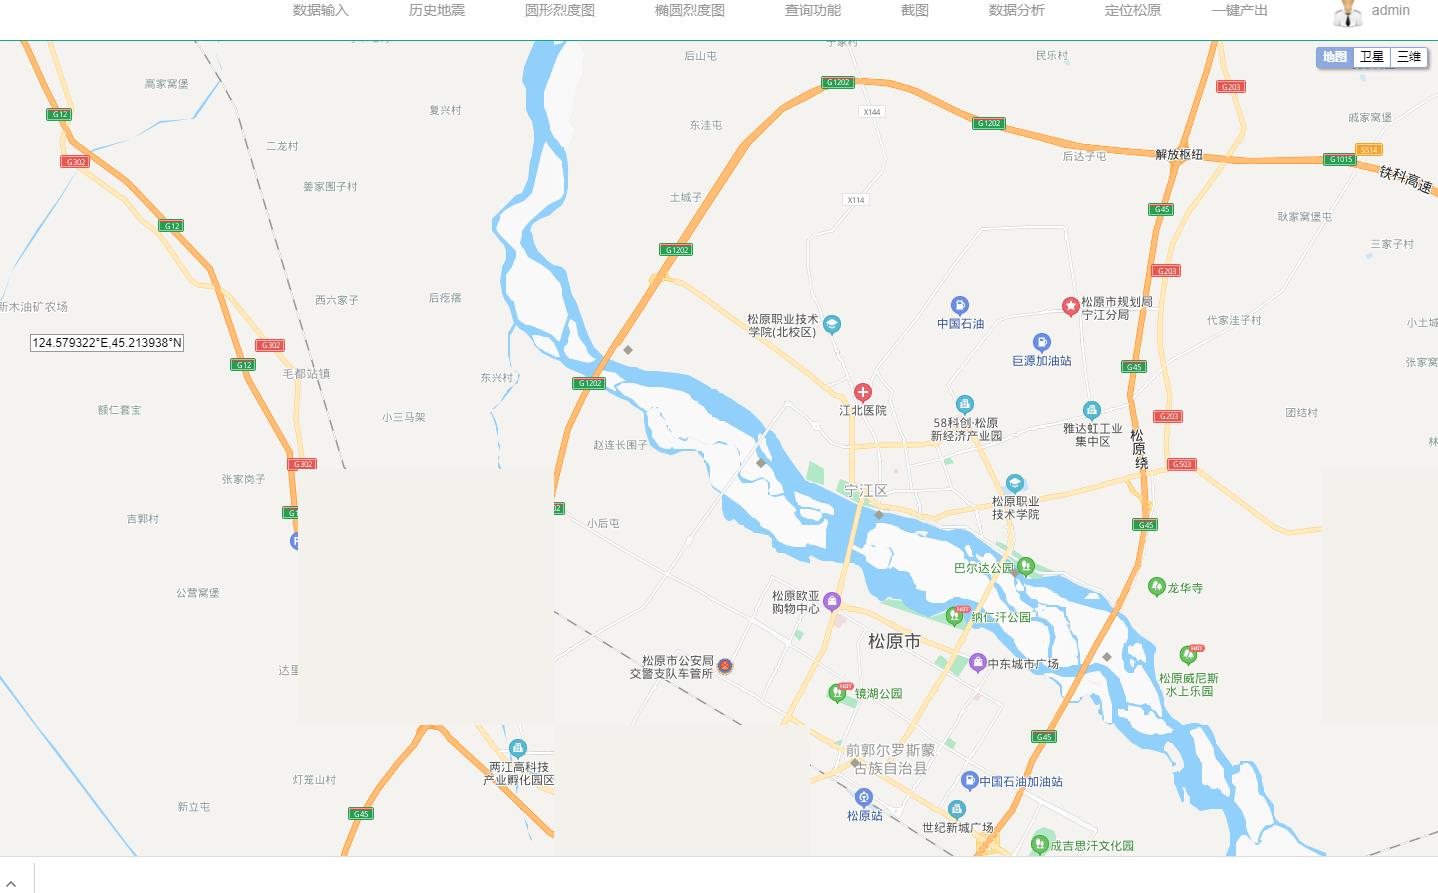 数据输入 历史地震 圆形烈度图 椭圆烈度图 查询功能 截图 数据分析 定位松原 一键产出 admin
地图 卫星 三维
后山屯
民乐村
高家窝堡
G1202
G203
复兴村
X144
G12
东洼屯
G1202
戚家窝堡
二龙村
G302
后达子屯
解放枢纽
G1015
S514
姜家围子村
铁科高速
土城子
X114
G45
G12
耿家窝堡屯
三家子村
G1202
G203
西六家子
后疙瘩
新木油矿农场
松原职业技术
学院(北校区)
中国石油
松原市规划局
宁江分局
代家洼子村
124.579322°E,45.213938°N
G302
巨源加油站
G12
毛都站镇
东兴村
G1202
G45
额仁套宝
小三马架
江北医院
58科创·松原
新经济产业园
雅达虹工业
集中区
G203
团结村
赵连长围子
松原绕
G302
G503
张家岗子
宁江区
松原职业
技术学院
吉郭村
小后屯
G45
巴尔达公园
龙华寺
公营窝堡
松原欧亚
购物中心
HOT
纳仁汗公园
松原市
松原市公安局
交警支队车管所
中东城市广场
HOT
松原威尼斯
水上乐园
HOT
镜湖公园
G45
前郭尔罗斯蒙
古族自治县
两江高科技
产业孵化园区
灯笼山村
中国石油加油站
新立屯
G45
松原站
世纪新城广场
成吉思汗文化园